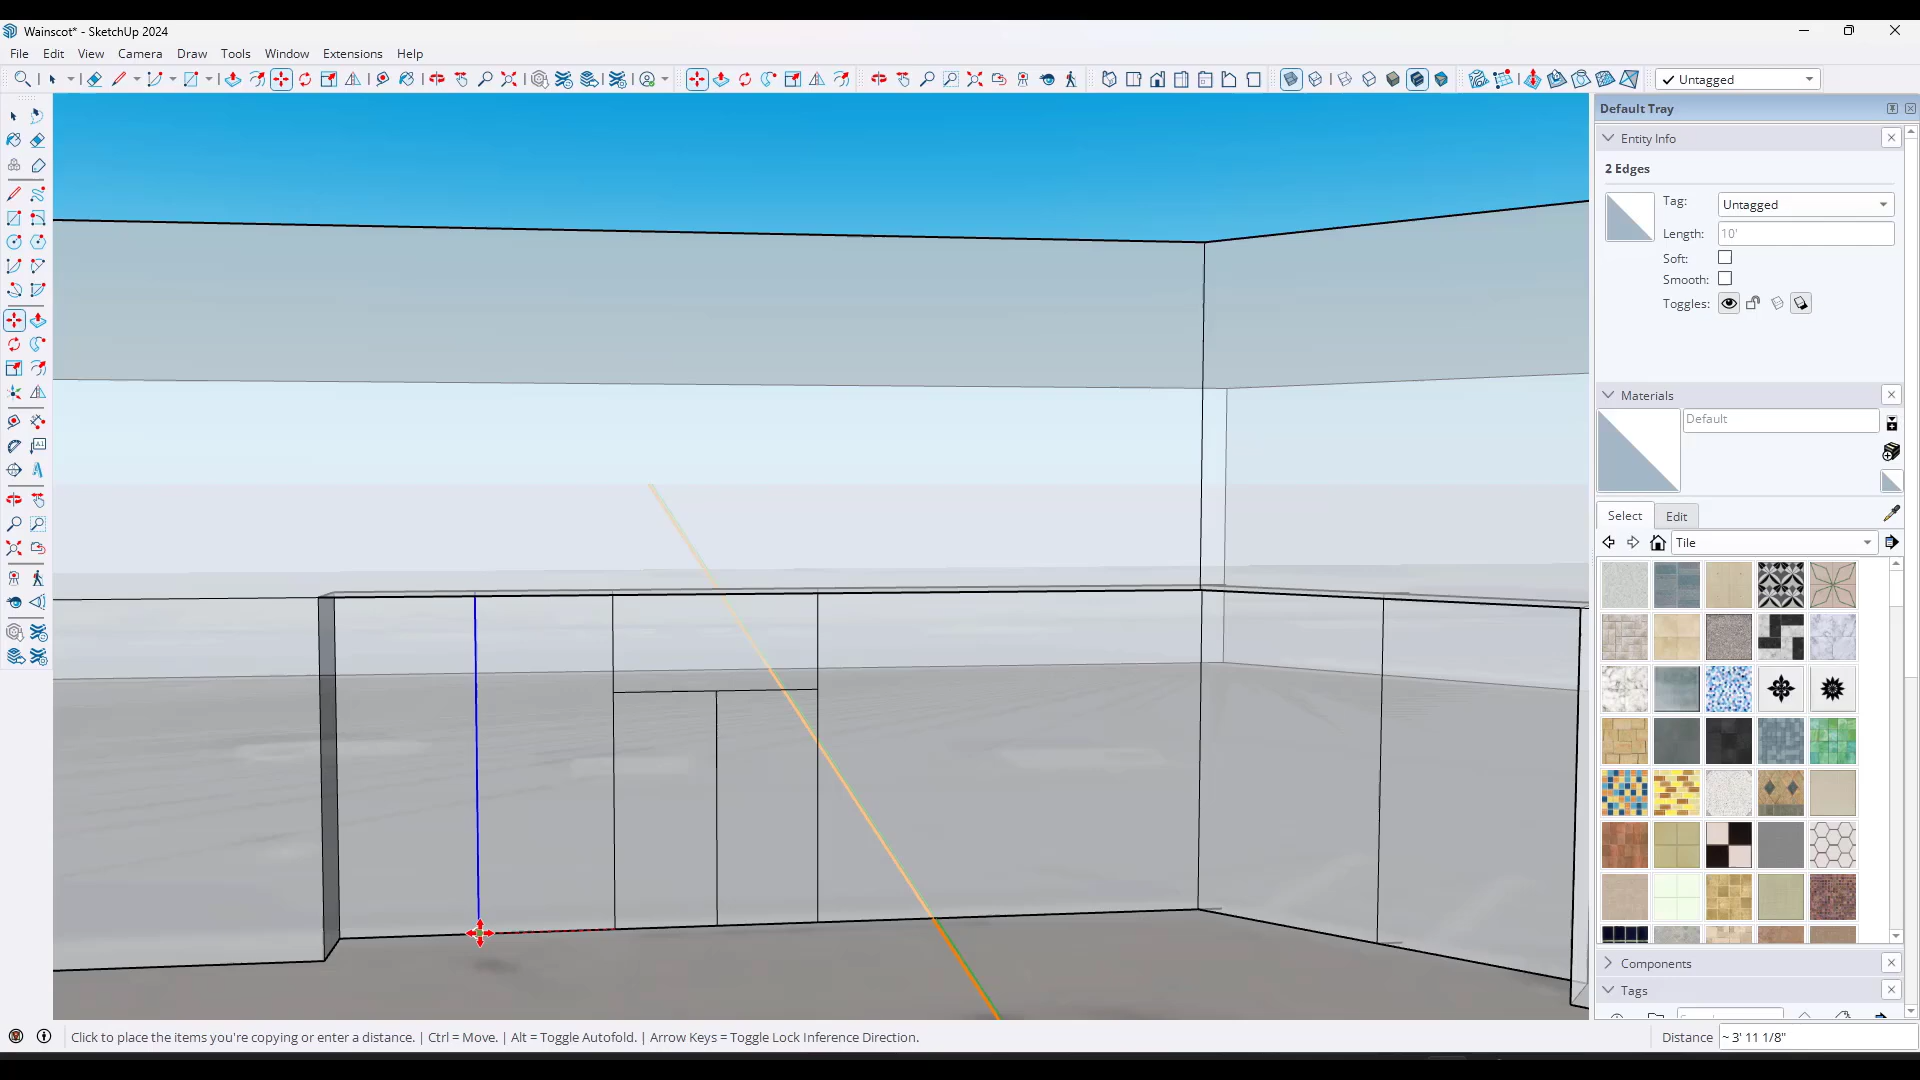 Wainscot* - SketchUp 2024
File Edit View Camera Draw Tools Window Extensions Help
Untagged
Default Tray
Entity Info
2 Edges
Tag: Untagged
Length: 10'
Soft:
Smooth:
Toggles:
Materials
Default
Select Edit
Tile
Components
Tags
Click to place the items you're copying or enter a distance. | Ctrl = Move. | Alt = Toggle Autofold. | Arrow Keys = Toggle Lock Inference Direction.
Distance ~ 3' 11 1/8"